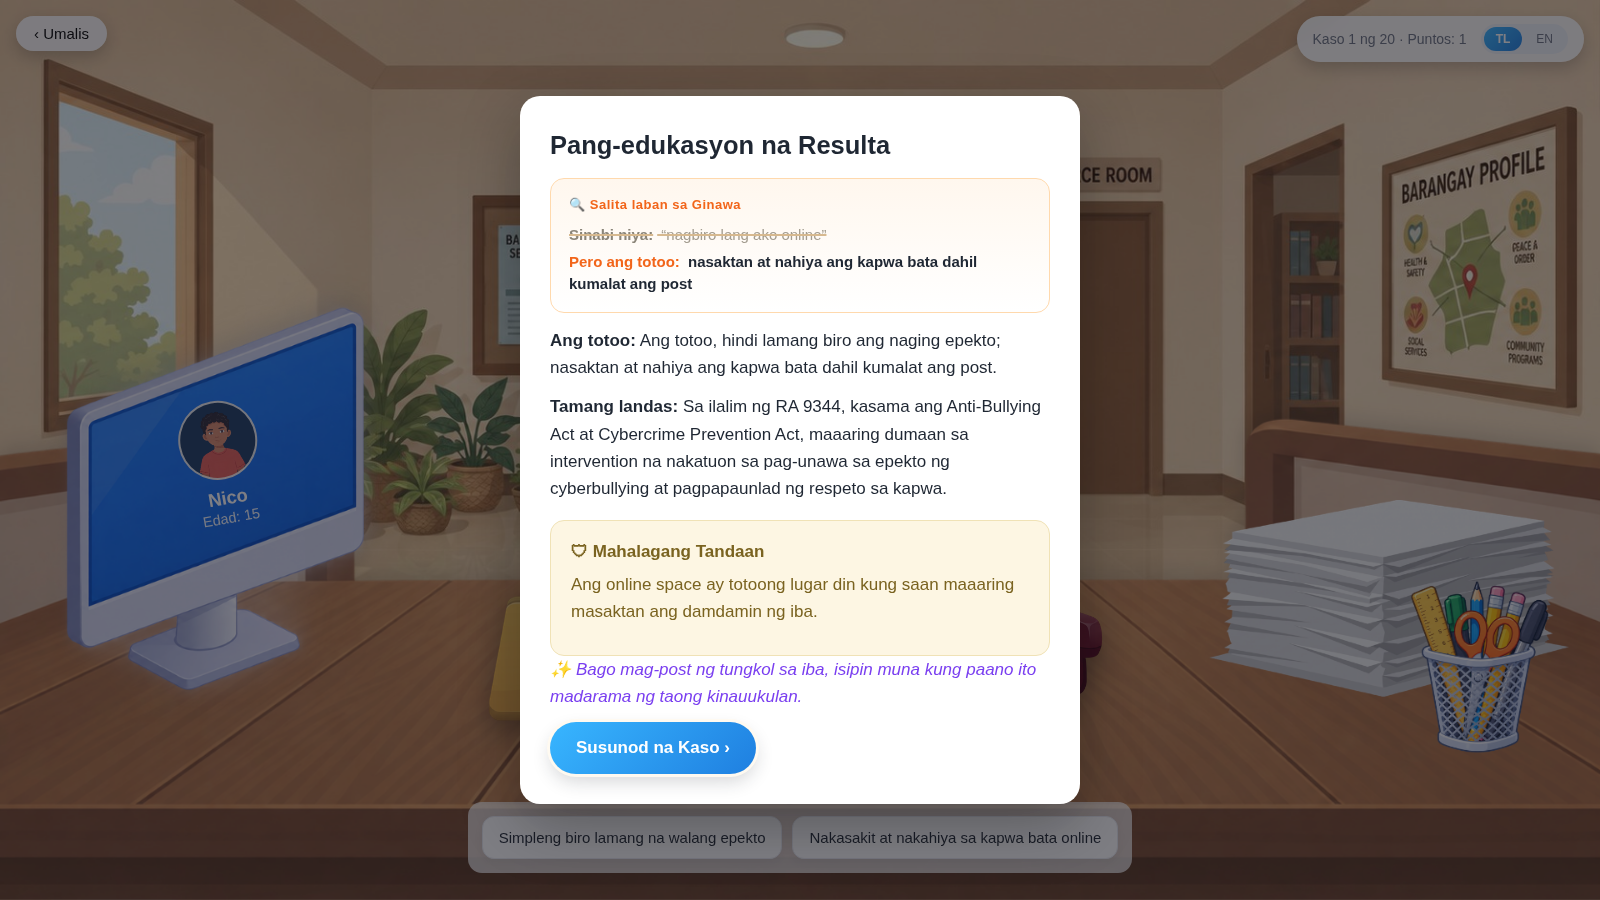 ‹ Umalis
Kaso 1 ng 20 · Puntos: 1
TL
EN
CE ROOM
BARANGAY PROFILE
HEALTH &
SAFETY
PEACE A
ORDER
SOCIAL
SERVICES
COMMUNITY
PROGRAMS
BA
SE
Nico
Edad: 15
Pang-edukasyon na Resulta
🔍 Salita laban sa Ginawa
Sinabi niya: “nagbiro lang ako online”
Pero ang totoo: nasaktan at nahiya ang kapwa bata dahil
kumalat ang post
Ang totoo: Ang totoo, hindi lamang biro ang naging epekto;
nasaktan at nahiya ang kapwa bata dahil kumalat ang post.
Tamang landas: Sa ilalim ng RA 9344, kasama ang Anti-Bullying
Act at Cybercrime Prevention Act, maaaring dumaan sa
intervention na nakatuon sa pag-unawa sa epekto ng
cyberbullying at pagpapaunlad ng respeto sa kapwa.
🛡 Mahalagang Tandaan
Ang online space ay totoong lugar din kung saan maaaring
masaktan ang damdamin ng iba.
✨ Bago mag-post ng tungkol sa iba, isipin muna kung paano ito
madarama ng taong kinauukulan.
Susunod na Kaso ›
Simpleng biro lamang na walang epekto
Nakasakit at nakahiya sa kapwa bata online